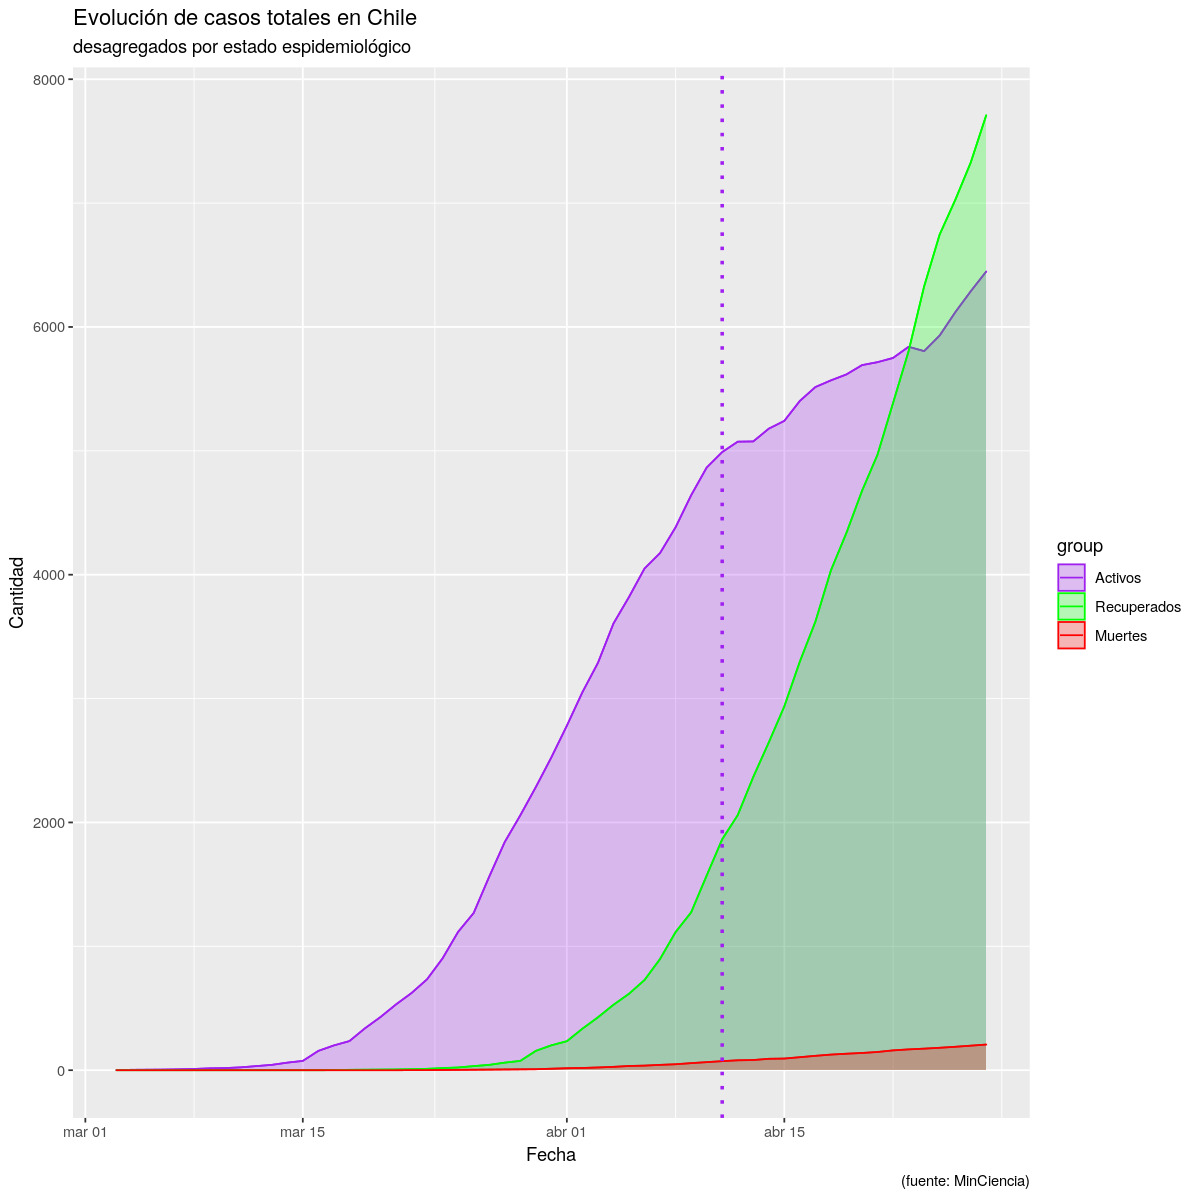 Evolución de casos totales en Chile
desagregados por estado espidemiológico
8000
6000
4000
2000
0
Cantidad
mar 01
mar 15
abr 01
abr 15
Fecha
group
Activos
Recuperados
Muertes
(fuente: MinCiencia)